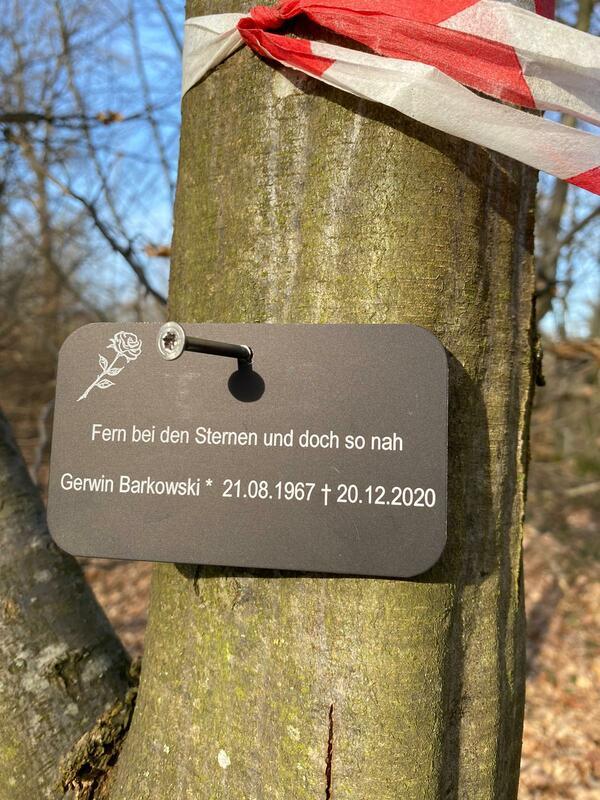 Fern bei den Sternen und doch so nah
Gerwin Barkowski * 21.08.1967 † 20.12.2020